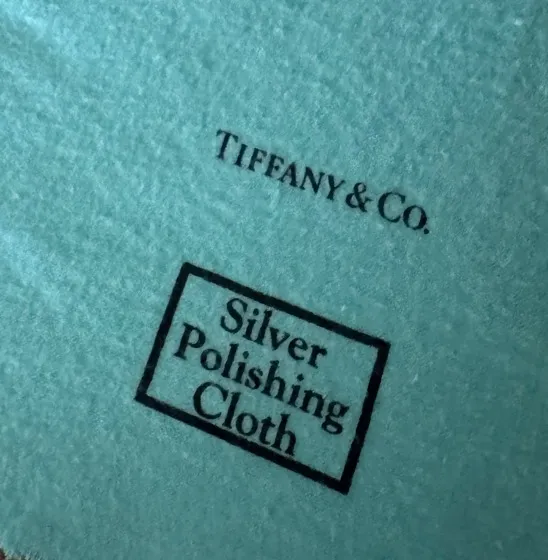 TIFFANY & CO.
Silver
Polishing
Cloth